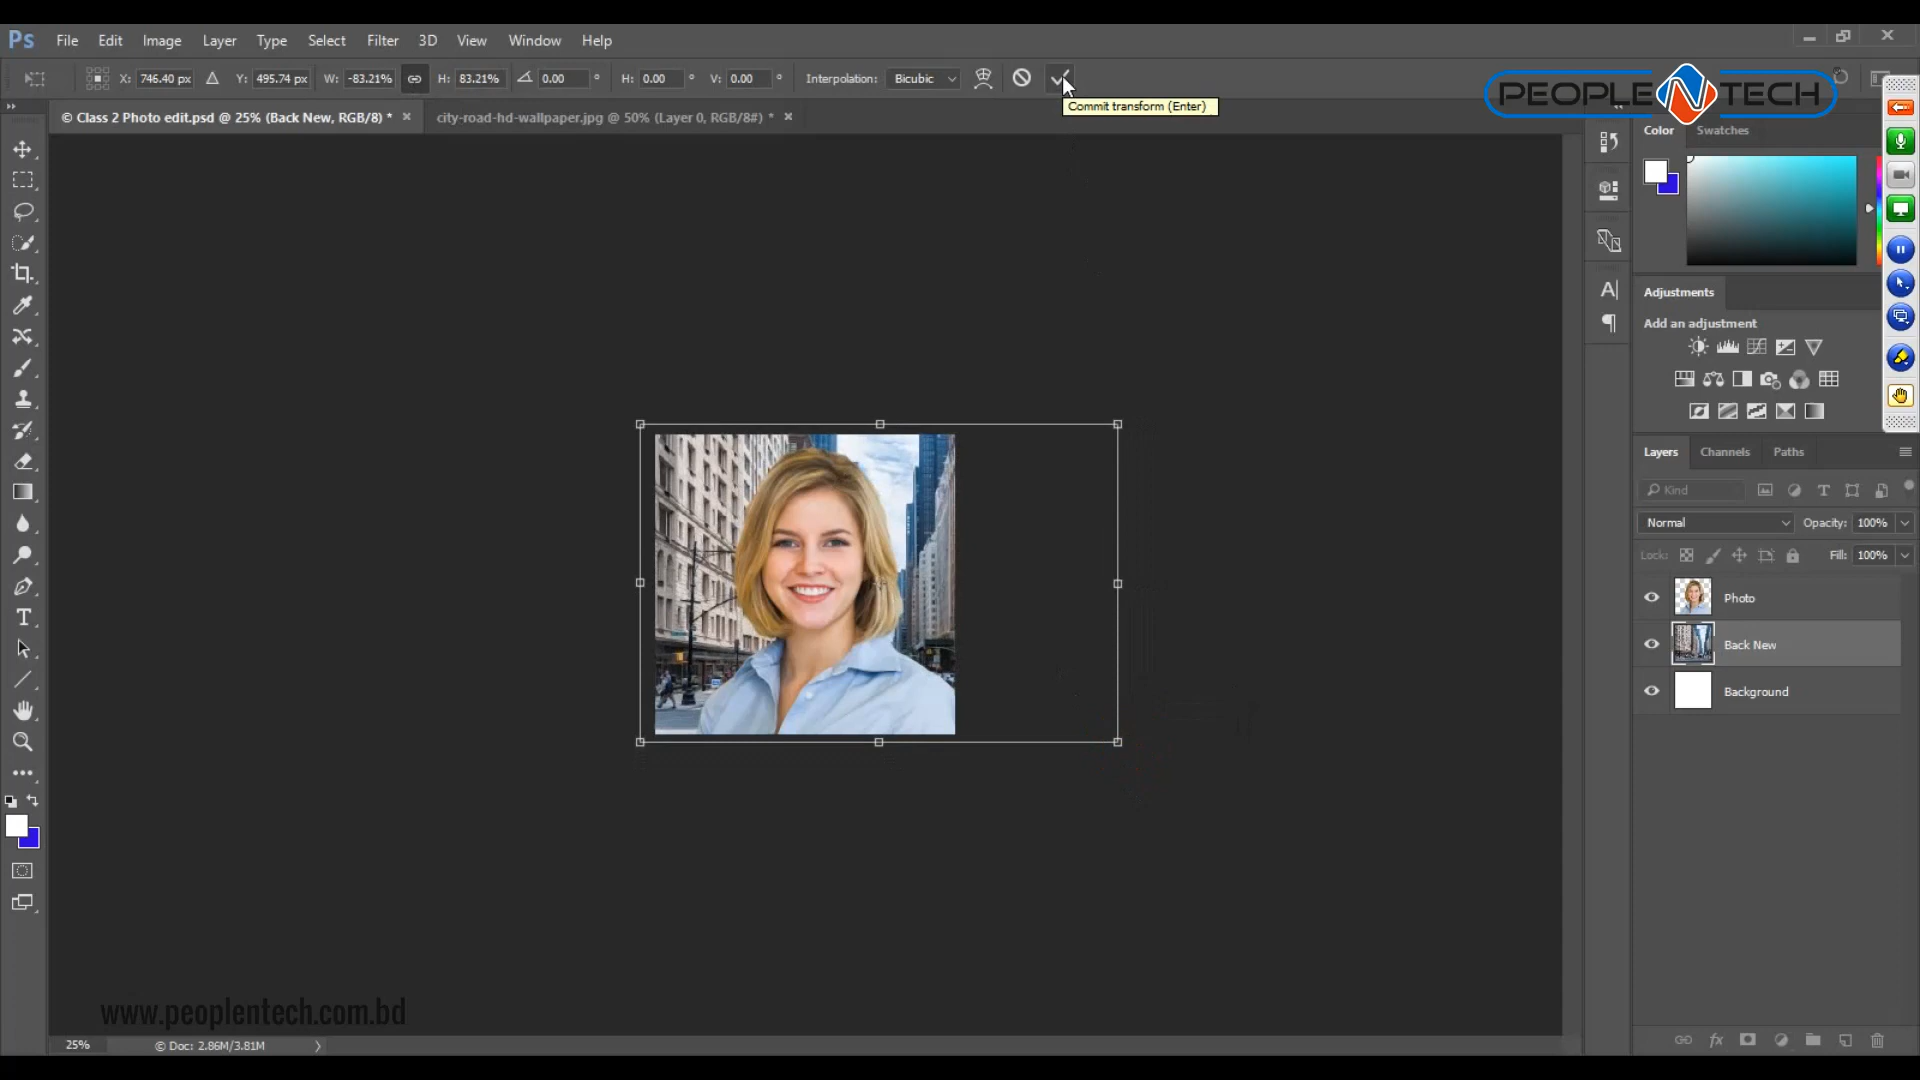 Ps File Edit Image Layer Type Select Filter 3D View Window Help
X: 746.40 px Y: 495.74 px W: -83.21% H: 83.21% 0.00 ° H: 0.00 ° V: 0.00 ° Interpolation: Bicubic
Commit transform (Enter)
PEOPLE N TECH
© Class 2 Photo edit.psd @ 25% (Back New, RGB/8) * × city-road-hd-wallpaper.jpg @ 50% (Layer 0, RGB/8#) * ×
Color Swatches
Adjustments
Add an adjustment
Layers Channels Paths
Kind
Normal Opacity: 100%
Lock: Fill: 100%
Photo
Back New
Background
www.peoplentech.com.bd
25% © Doc: 2.86M/3.81M